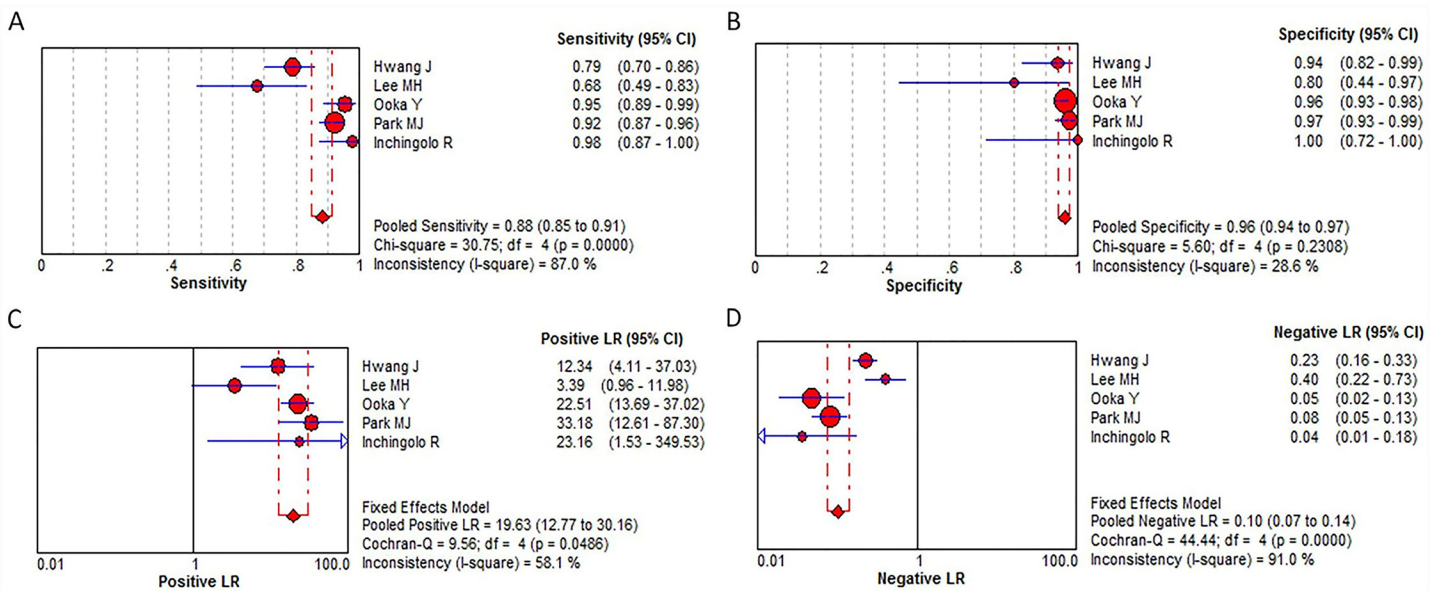 A
Sensitivity (95% CI)
Hwang J 0.79 (0.70 - 0.86)
Lee MH 0.68 (0.49 - 0.83)
Ooka Y 0.95 (0.89 - 0.99)
Park MJ 0.92 (0.87 - 0.96)
Inchingolo R 0.98 (0.87 - 1.00)
Pooled Sensitivity = 0.88 (0.85 to 0.91)
Chi-square = 30.75; df = 4 (p = 0.0000)
Inconsistency (I-square) = 87.0 %
0 .2 .4 .6 .8 1
Sensitivity
B
Specificity (95% CI)
Hwang J 0.94 (0.82 - 0.99)
Lee MH 0.80 (0.44 - 0.97)
Ooka Y 0.96 (0.93 - 0.98)
Park MJ 0.97 (0.93 - 0.99)
Inchingolo R 1.00 (0.72 - 1.00)
Pooled Specificity = 0.96 (0.94 to 0.97)
Chi-square = 5.60; df = 4 (p = 0.2308)
Inconsistency (I-square) = 28.6 %
0 .2 .4 .6 .8 1
Specificity
C
Positive LR (95% CI)
Hwang J 12.34 (4.11 - 37.03)
Lee MH 3.39 (0.96 - 11.98)
Ooka Y 22.51 (13.69 - 37.02)
Park MJ 33.18 (12.61 - 87.30)
Inchingolo R 23.16 (1.53 - 349.53)
Fixed Effects Model
Pooled Positive LR = 19.63 (12.77 to 30.16)
Cochran-Q = 9.56; df = 4 (p = 0.0486)
Inconsistency (I-square) = 58.1 %
0.01 1 100.0
Positive LR
D
Negative LR (95% CI)
Hwang J 0.23 (0.16 - 0.33)
Lee MH 0.40 (0.22 - 0.73)
Ooka Y 0.05 (0.02 - 0.13)
Park MJ 0.08 (0.05 - 0.13)
Inchingolo R 0.04 (0.01 - 0.18)
Fixed Effects Model
Pooled Negative LR = 0.10 (0.07 to 0.14)
Cochran-Q = 44.44; df = 4 (p = 0.0000)
Inconsistency (I-square) = 91.0 %
0.01 1 100.0
Negative LR